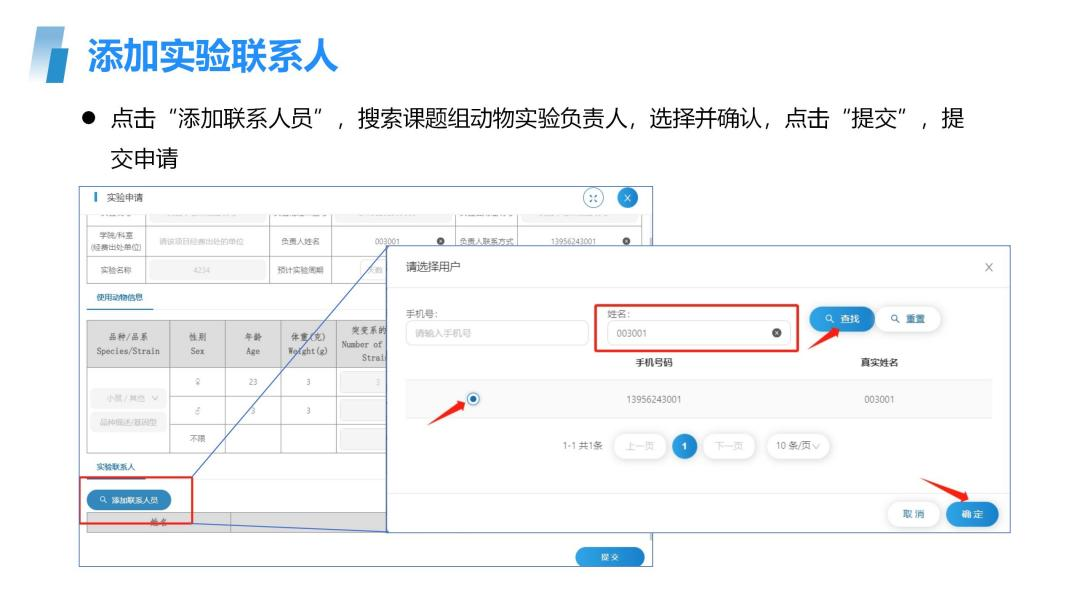 添加实验联系人
● 点击“添加联系人员”，搜索课题组动物实验负责人，选择并确认，点击“提交”，提
交申请
实验申请
学院/科室
(经费出处单位)
请该项目经费出处的单位
负责人姓名
003001
负责人联系方式
13956243001
实验名称
4234
预计实验周期
天数
使用动物信息
品种/品系
Species/Strain
性别
Sex
年龄
Age
体重(克)
Weight(g)
突变系的
Number of
Strai
小鼠 / 其他
品种描述/基因型
♀
23
3
3
♂
3
3
不限
实验联系人
添加联系人员
姓名
提交
请选择用户
手机号:
请输入手机号
姓名:
003001
查找
重置
手机号码
真实姓名
13956243001
003001
1-1 共1条
上一页
1
下一页
10 条/页
取消
确定